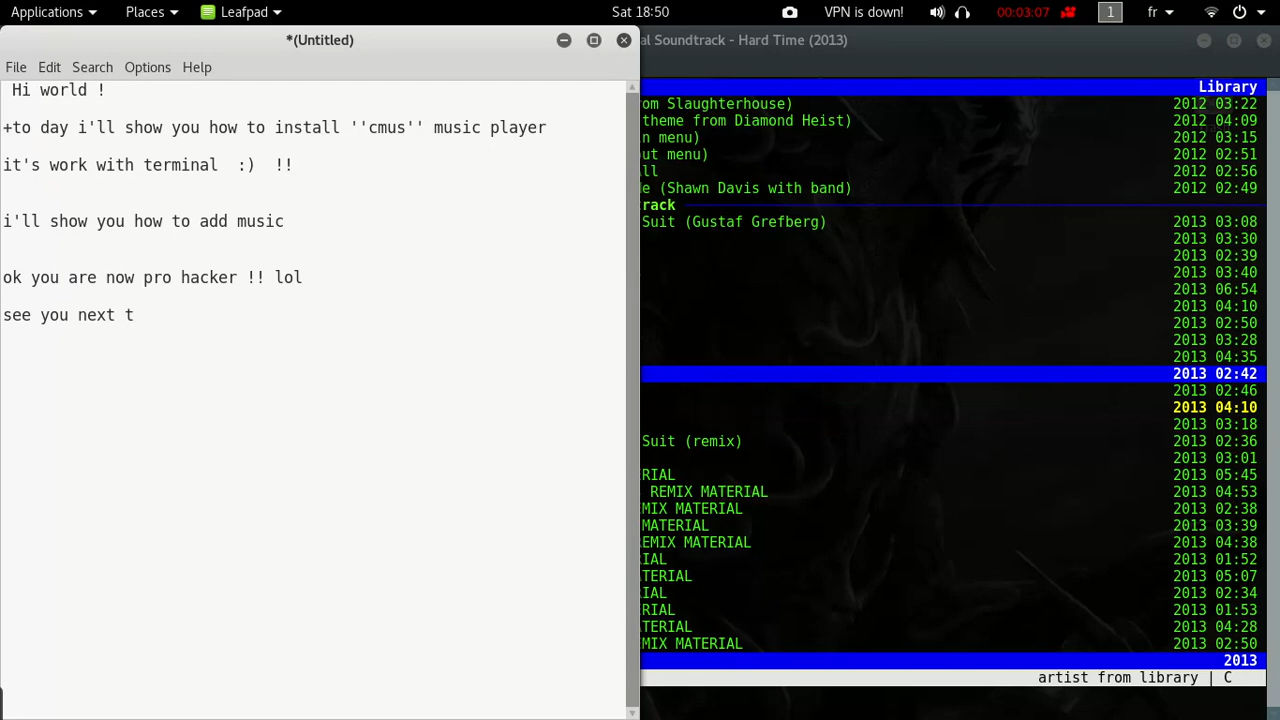 Applications Places Leafpad Sat 18:50 VPN is down! 00:03:07 1 fr
*(Untitled)
File Edit Search Options Help
Hi world !
+to day i'll show you how to install ''cmus'' music player
it's work with terminal  :)  !!
i'll show you how to add music
ok you are now pro hacker !! lol
see you next t
al Soundtrack - Hard Time (2013)
Library
om Slaughterhouse) 2012 03:22
theme from Diamond Heist) 2012 04:09
n menu) 2012 03:15
out menu) 2012 02:51
ll 2012 02:56
e (Shawn Davis with band) 2012 02:49
track
Suit (Gustaf Grefberg) 2013 03:08
2013 03:30
2013 02:39
2013 03:40
2013 06:54
2013 04:10
2013 02:50
2013 03:28
2013 04:35
2013 02:42
2013 02:46
2013 04:10
2013 03:18
Suit (remix) 2013 02:36
2013 03:01
ERIAL 2013 05:45
REMIX MATERIAL 2013 04:53
EMIX MATERIAL 2013 02:38
MATERIAL 2013 03:39
REMIX MATERIAL 2013 04:38
IAL 2013 01:52
ATERIAL 2013 05:07
RIAL 2013 02:34
ERIAL 2013 01:53
TERIAL 2013 04:28
EMIX MATERIAL 2013 02:50
2013
artist from library | C